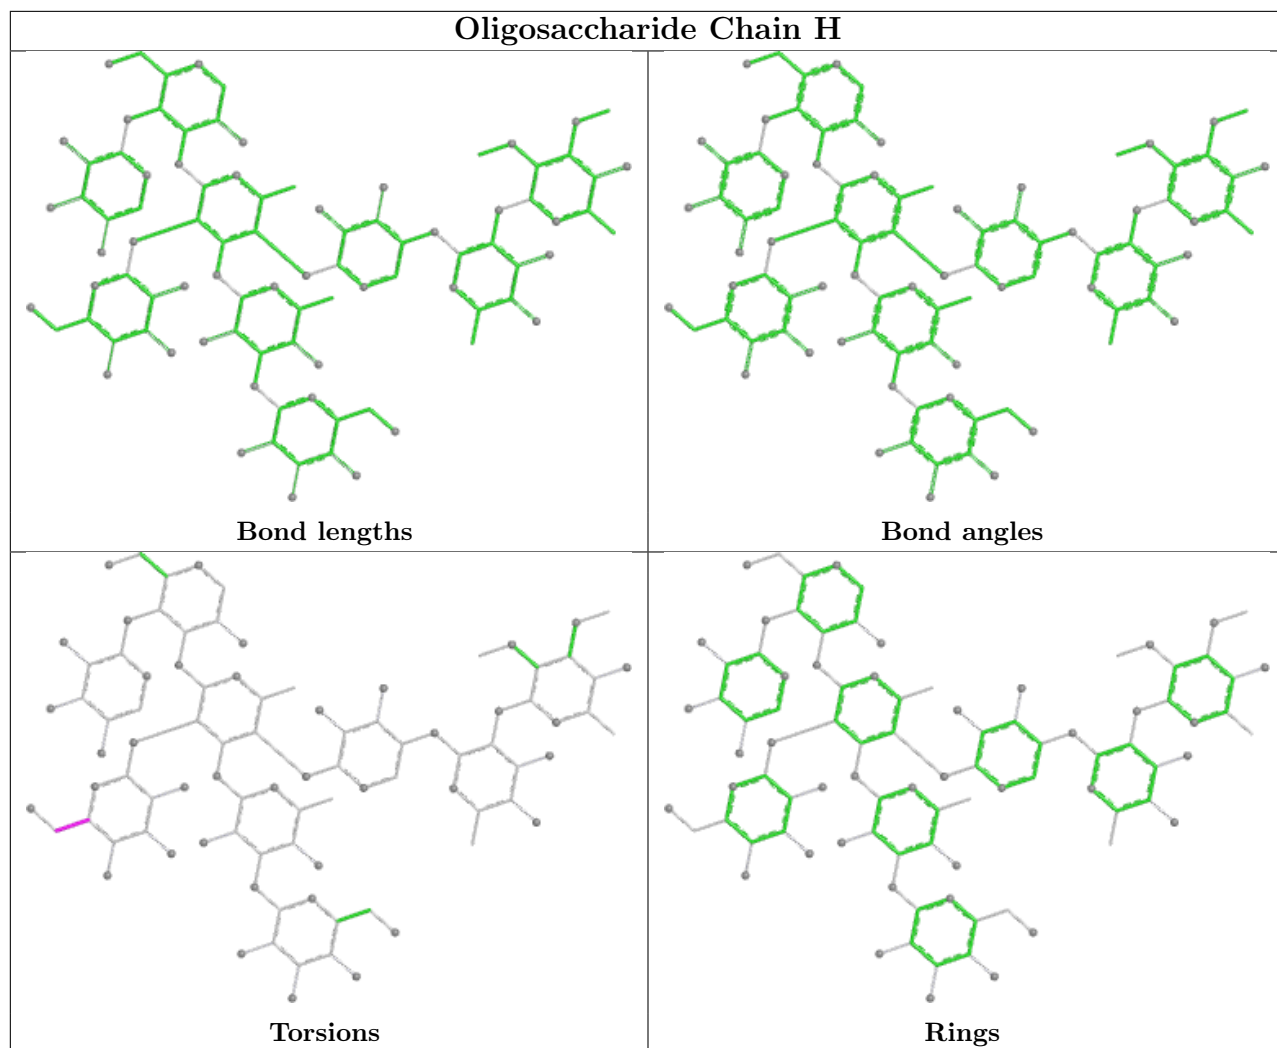 Oligosaccharide Chain H
Bond lengths
Bond angles
Torsions
Rings